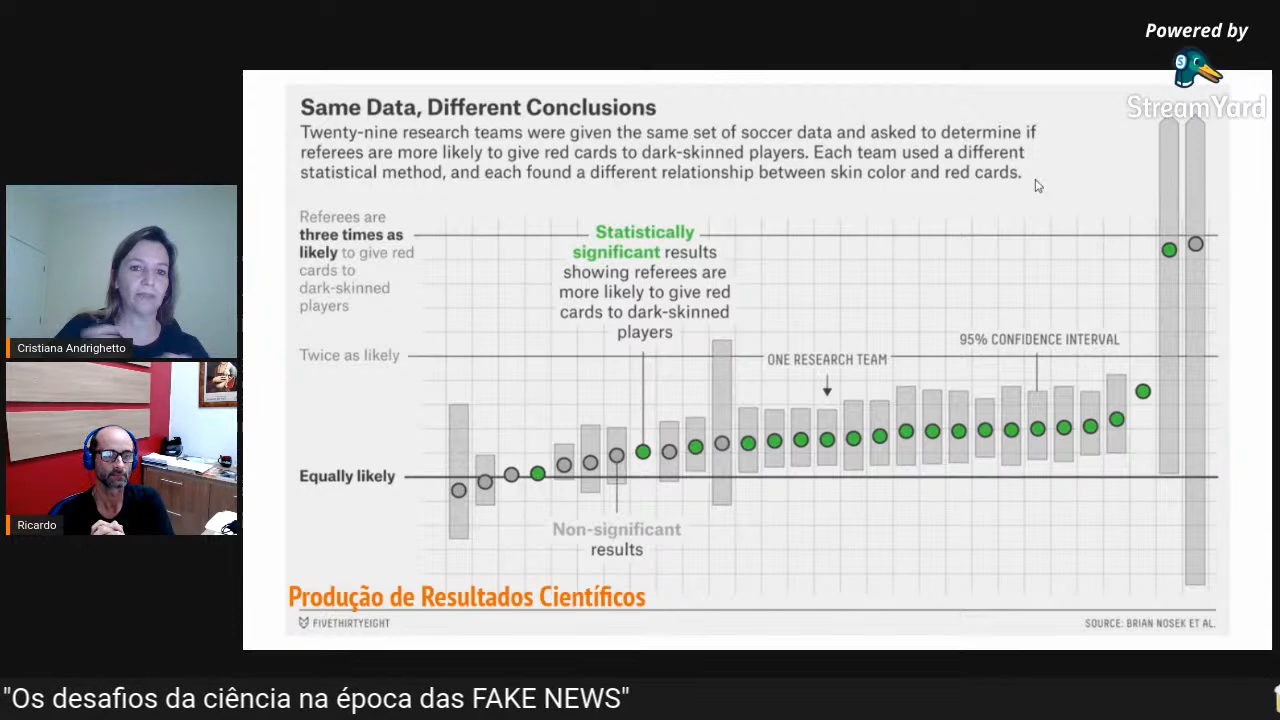 Powered by
StreamYard
Same Data, Different Conclusions
Twenty-nine research teams were given the same set of soccer data and asked to determine if
referees are more likely to give red cards to dark-skinned players. Each team used a different
statistical method, and each found a different relationship between skin color and red cards.
Referees are
three times as
likely to give red
cards to
dark-skinned
players
Statistically
significant results
showing referees are
more likely to give red
cards to dark-skinned
players
Twice as likely
ONE RESEARCH TEAM
95% CONFIDENCE INTERVAL
Equally likely
Non-significant
results
Produção de Resultados Científicos
FIVETHIRTYEIGHT
SOURCE: BRIAN NOSEK ET AL.
Cristiana Andrighetto
Ricardo
"Os desafios da ciência na época das FAKE NEWS"